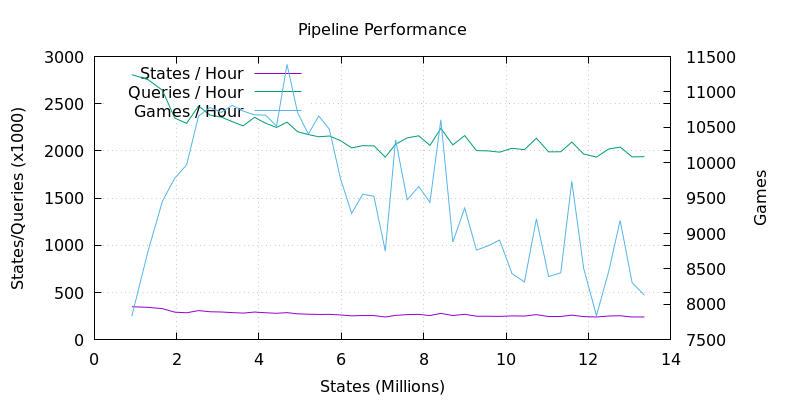 Pipeline Performance
3000
2500
2000
1500
1000
500
0
11500
11000
10500
10000
9500
9000
8500
8000
7500
States / Hour
Queries / Hour
Games / Hour
States/Queries (x1000)
Games
0 2 4 6 8 10 12 14
States (Millions)